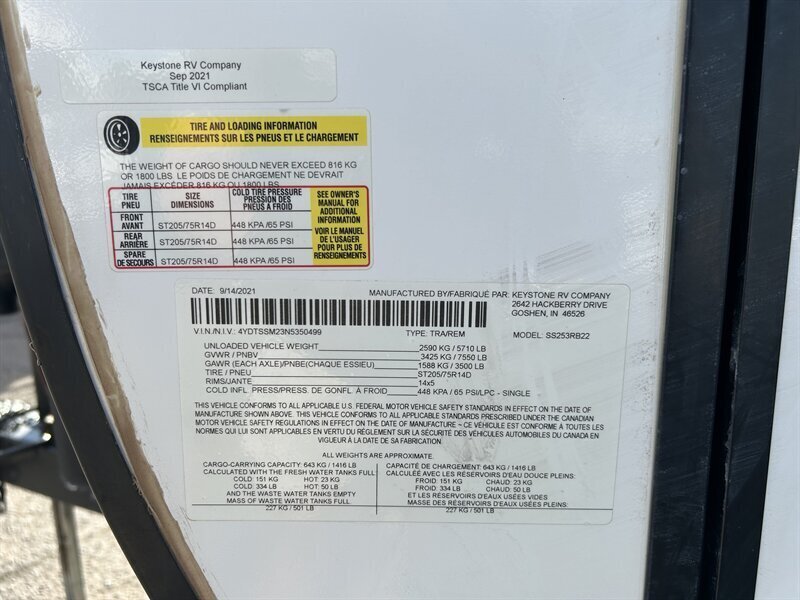 Keystone RV Company
Sep 2021
TSCA Title VI Compliant
TIRE AND LOADING INFORMATION
RENSEIGNEMENTS SUR LES PNEUS ET LE CHARGEMENT
THE WEIGHT OF CARGO SHOULD NEVER EXCEED 816 KG
OR 1800 LBS. LE POIDS DE CHARGEMENT NE DEVRAIT
JAMAIS EXCÉDER 816 KG OU 1800 LBS.
TIRE PNEU SIZE DIMENSIONS COLD TIRE PRESSURE PRESSION DES PNEUS A FROID
FRONT AVANT ST205/75R14D 448 KPA /65 PSI
REAR ARRIÈRE ST205/75R14D 448 KPA /65 PSI
SPARE DE SECOURS ST205/75R14D 448 KPA /65 PSI
SEE OWNER'S
MANUAL FOR
ADDITIONAL
INFORMATION
VOIR LE MANUEL
DE L'USAGER
POUR PLUS DE
RENSEIGNEMENTS
DATE: 9/14/2021 MANUFACTURED BY/FABRIQUÉ PAR: KEYSTONE RV COMPANY
2642 HACKBERRY DRIVE
GOSHEN, IN 46526
V.I.N./N.I.V.: 4YDTSSM23N5350499 TYPE: TRA/REM MODEL: SS253RB22
UNLOADED VEHICLE WEIGHT 2590 KG / 5710 LB
GVWR / PNBV 3425 KG / 7550 LB
GAWR (EACH AXLE)/PNBE(CHAQUE ESSIEU) 1588 KG / 3500 LB
TIRE / PNEU ST205/75R14D
RIMS/JANTE 14x5
COLD INFL. PRESS/PRESS. DE GONFL. À FROID 448 KPA / 65 PSI/LPC - SINGLE
THIS VEHICLE CONFORMS TO ALL APPLICABLE U.S. FEDERAL MOTOR VEHICLE SAFETY STANDARDS IN EFFECT ON THE DATE OF
MANUFACTURE SHOWN ABOVE. THIS VEHICLE CONFORMS TO ALL APPLICABLE STANDARDS PRESCRIBED UNDER THE CANADIAN
MOTOR VEHICLE SAFETY REGULATIONS IN EFFECT ON THE DATE OF MANUFACTURE ~ CE VEHICULE EST CONFORME À TOUTES LES
NORMES QUI LUI SONT APPLICABLES EN VERTU DU RÈGLEMENT SUR LA SÉCURITÉ DES VÉHICULES AUTOMOBILES DU CANADA EN
VIGUEUR À LA DATE DE SA FABRICATION.
ALL WEIGHTS ARE APPROXIMATE.
CARGO-CARRYING CAPACITY: 643 KG / 1416 LB
CALCULATED WITH THE FRESH WATER TANKS FULL:
COLD: 151 KG HOT: 23 KG
COLD: 334 LB HOT: 50 LB
AND THE WASTE WATER TANKS EMPTY
MASS OF WASTE WATER TANKS FULL
227 KG / 501 LB
CAPACITÉ DE CHARGEMENT: 643 KG / 1416 LB
CALCULÉE AVEC LES RÉSERVOIRS D'EAU DOUCE PLEINS:
FROID: 151 KG CHAUD: 23 KG
FROID: 334 LB CHAUD: 50 LB
ET LES RÉSERVOIRS D'EAUX USÉES VIDES
MASSE DES RÉSERVOIRS D'EAUX USÉES PLEINS
227 KG / 501 LB